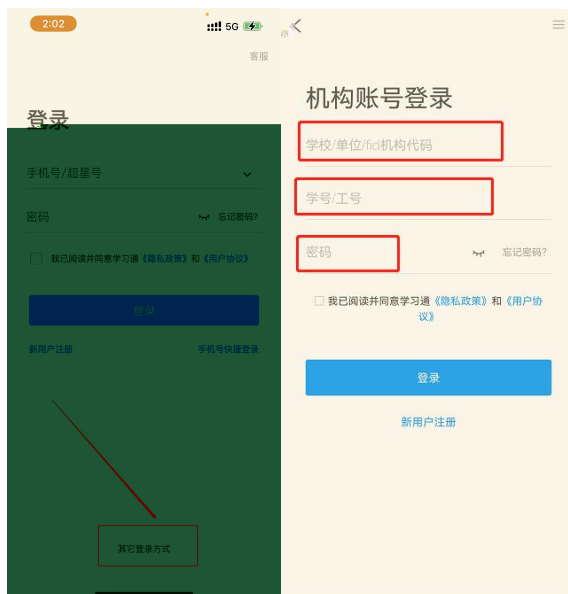 2:02
5G
客服
登录
手机号/超星号
密码
忘记密码?
我已阅读并同意学习通《隐私政策》和《用户协议》
登录
新用户注册
手机号快捷登录
其它登录方式
机构账号登录
学校/单位/fid机构代码
学号/工号
密码
忘记密码?
我已阅读并同意学习通《隐私政策》和《用户协
议》
登录
新用户注册